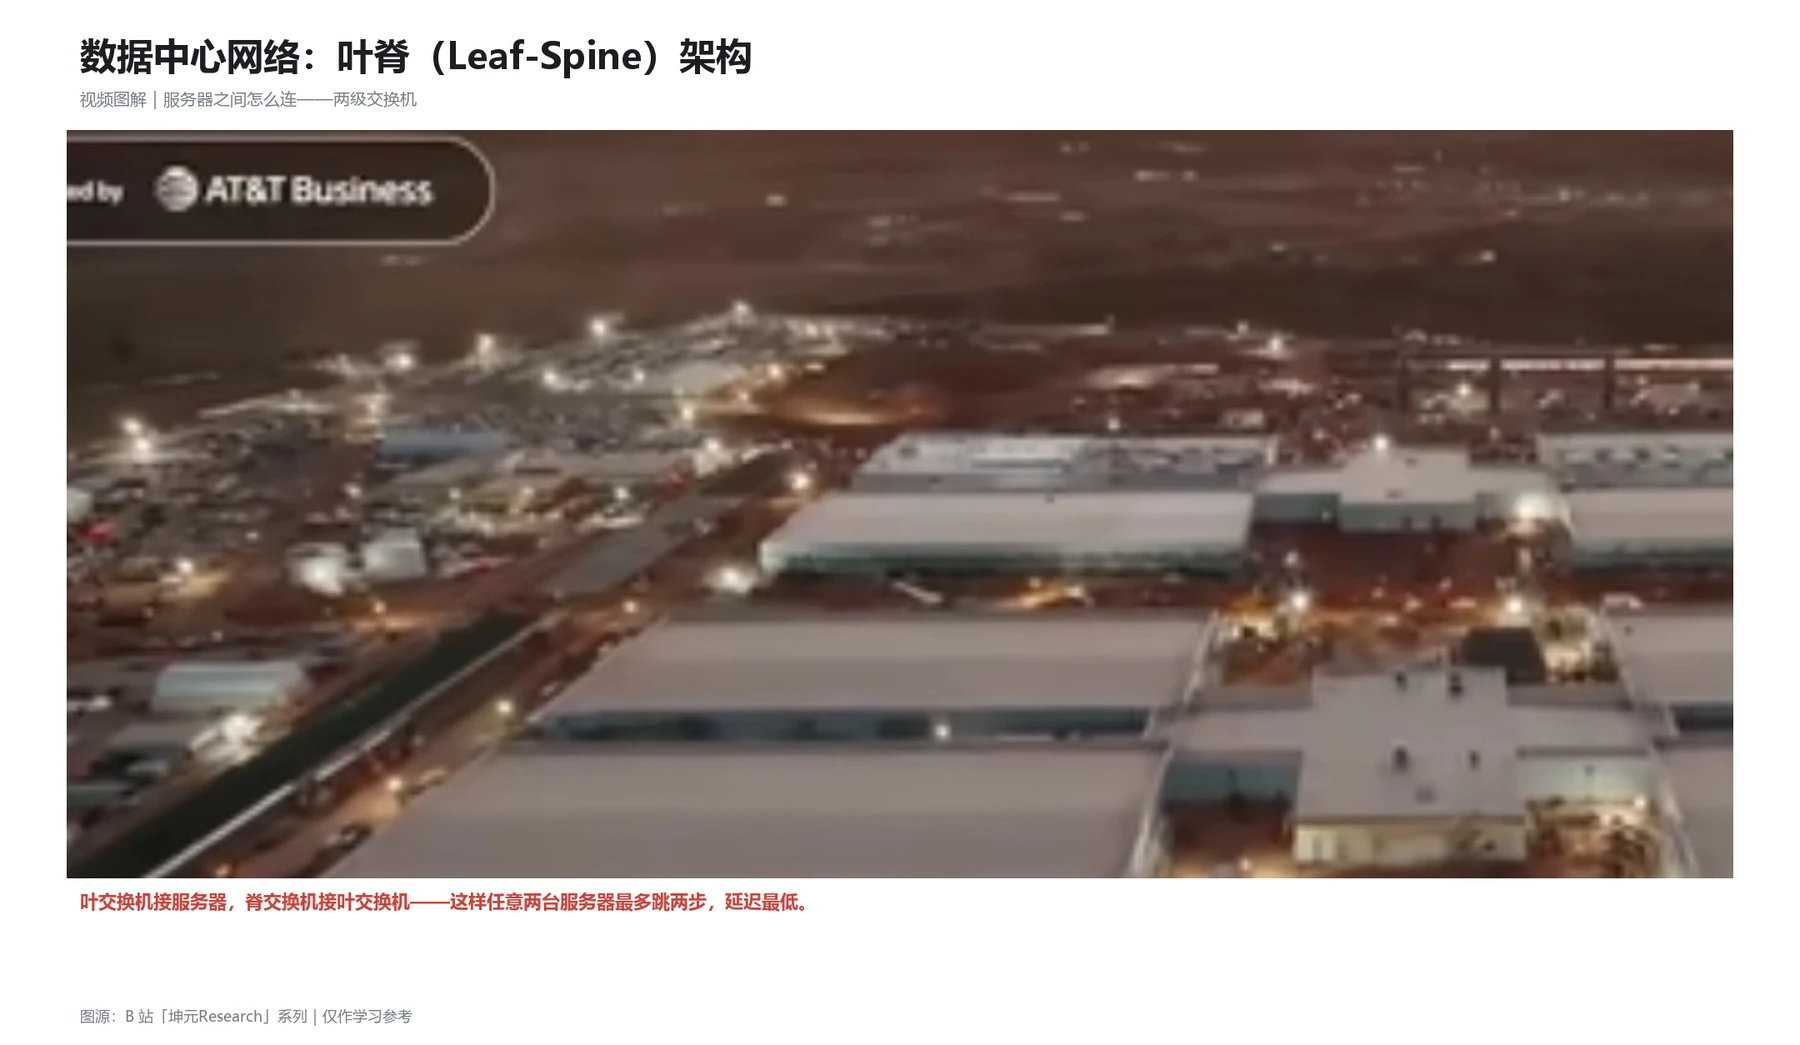 数据中心网络：叶脊（Leaf-Spine）架构
视频图解｜服务器之间怎么连——两级交换机
ed by AT&T Business
叶交换机接服务器，脊交换机接叶交换机——这样任意两台服务器最多跳两步，延迟最低。
图源：B 站「坤元Research」系列｜仅作学习参考